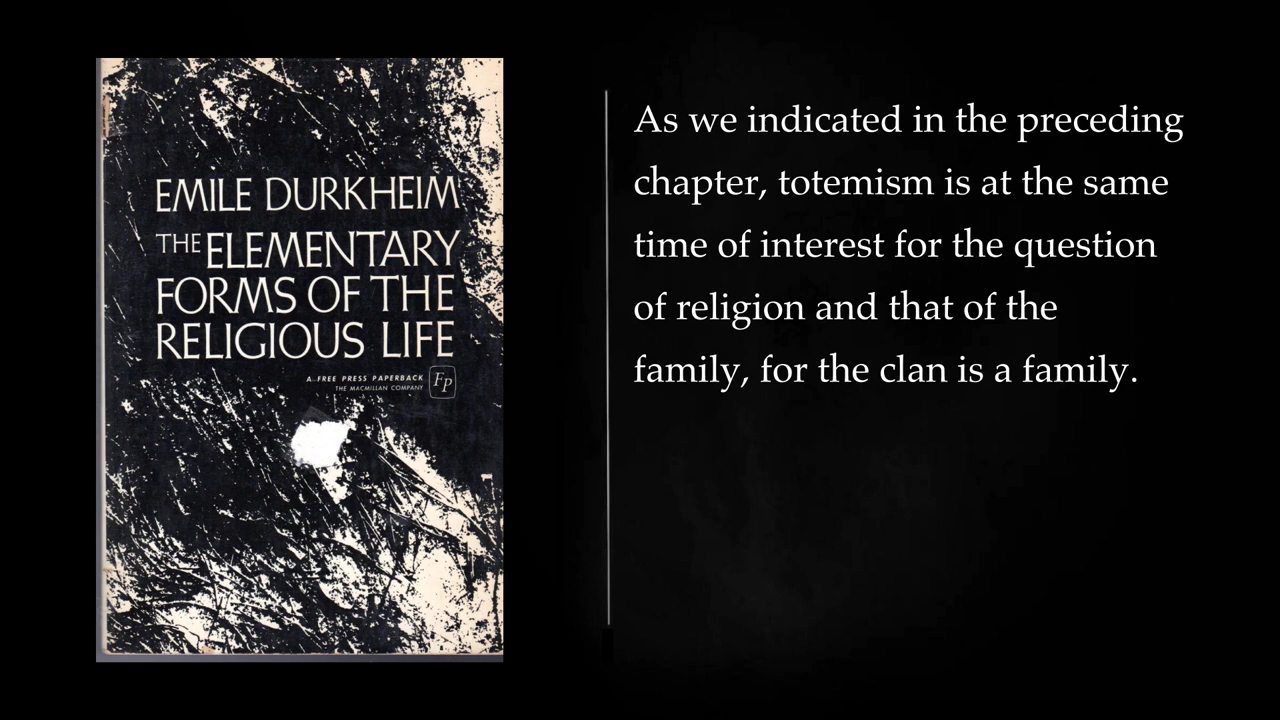 EMILE DURKHEIM
THE ELEMENTARY
FORMS OF THE
RELIGIOUS LIFE
A FREE PRESS PAPERBACK
THE MACMILLAN COMPANY
Fp
As we indicated in the preceding
chapter, totemism is at the same
time of interest for the question
of religion and that of the
family, for the clan is a family.